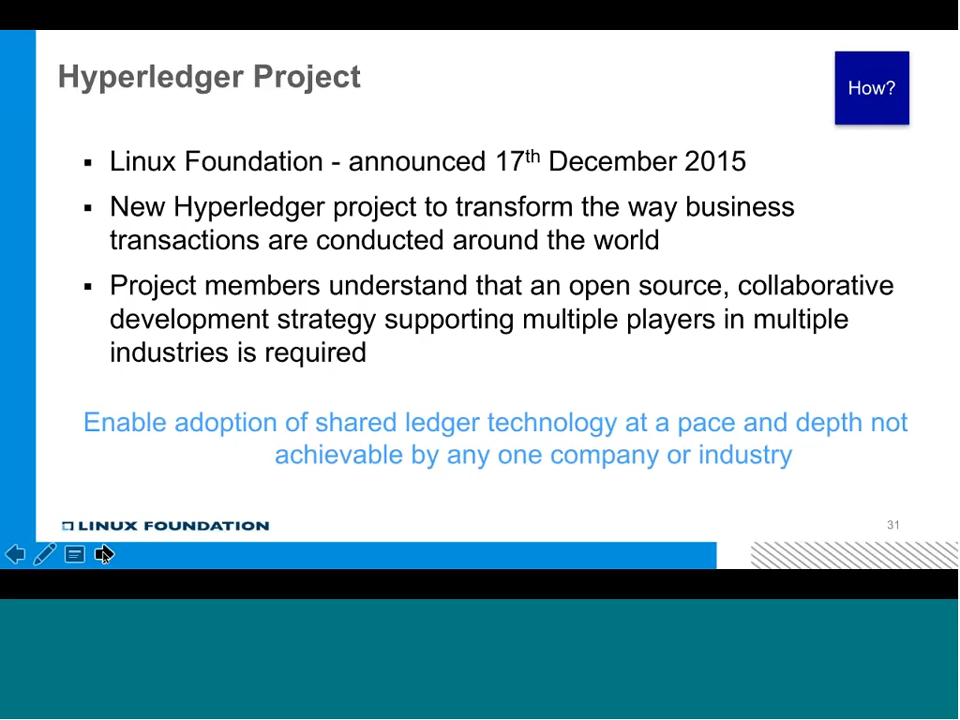 Hyperledger Project
How?
▪ Linux Foundation - announced 17th December 2015
▪ New Hyperledger project to transform the way business
transactions are conducted around the world
▪ Project members understand that an open source, collaborative
development strategy supporting multiple players in multiple
industries is required
Enable adoption of shared ledger technology at a pace and depth not
achievable by any one company or industry
LINUX FOUNDATION
31